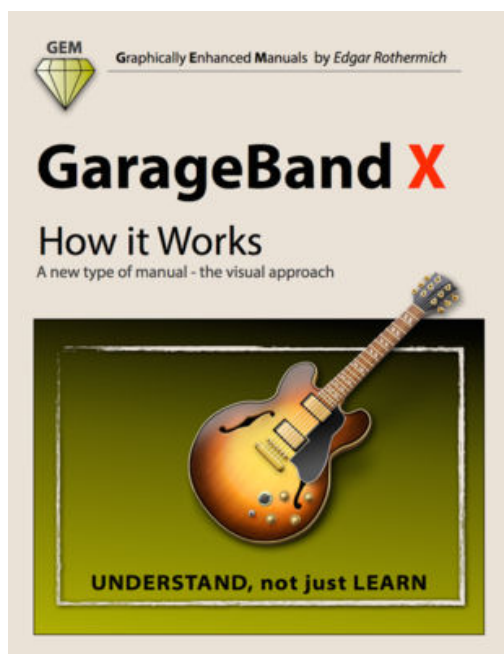 GEM
Graphically Enhanced Manuals by Edgar Rothermich
GarageBand X
How it Works
A new type of manual - the visual approach
UNDERSTAND, not just LEARN